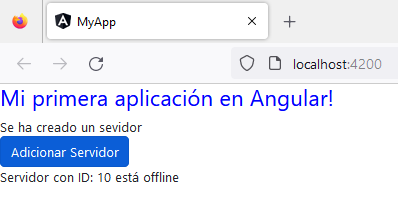 MyApp
localhost:4200
Mi primera aplicación en Angular!
Se ha creado un sevidor
Adicionar Servidor
Servidor con ID: 10 está offline